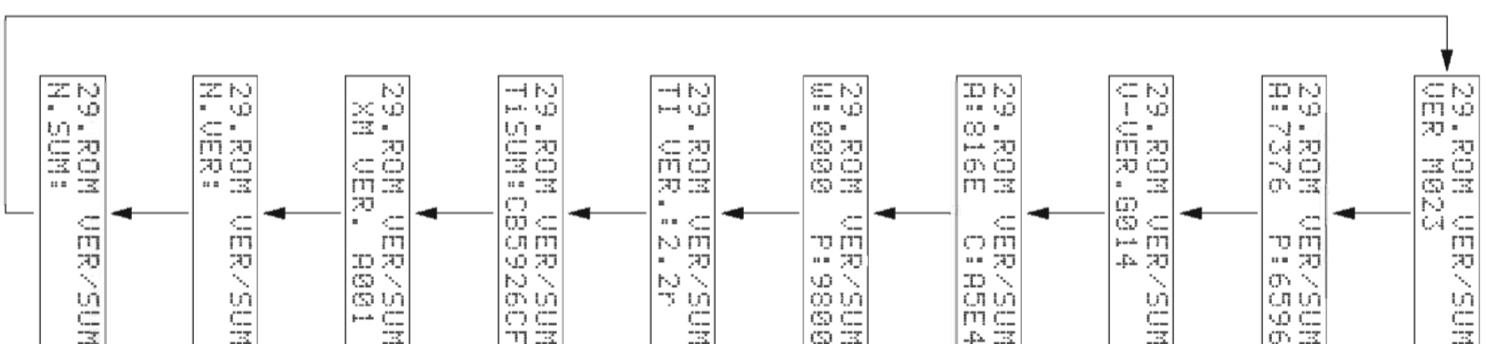 29.ROM VER/SUM
VER M023
29.ROM VER/SUM
A:7376 P:6596
29.ROM VER/SUM
V-VER.G014
29.ROM VER/SUM
A:816E C:A5E4
29.ROM VER/SUM
W:0000 P:9800
29.ROM VER/SUM
TI VER.:2.2r
29.ROM VER/SUM
TiSUM:CB5926CF
29.ROM VER/SUM
XM VER. A001
29.ROM VER/SUM
N.VER:
29.ROM VER/SUM
N.SUM: